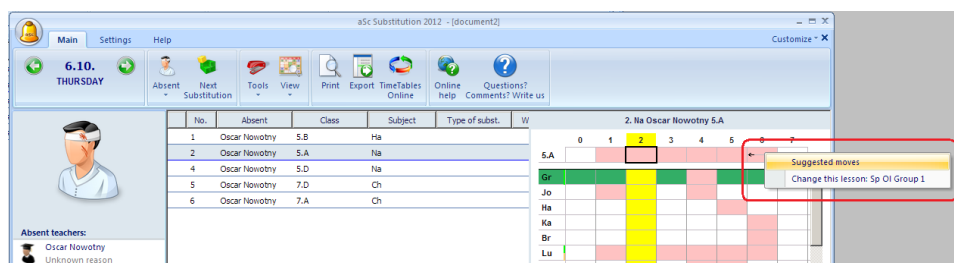 aSc Substitution 2012 - [document2]
Main Settings Help Customize
6.10.
THURSDAY
Absent Next Substitution Tools View Print Export TimeTables Online Online help Questions? Comments? Write us
No. Absent Class Subject Type of subst. W
1 Oscar Nowotny 5.B Ha
2 Oscar Nowotny 5.A Na
4 Oscar Nowotny 5.D Na
5 Oscar Nowotny 7.D Ch
6 Oscar Nowotny 7.A Ch
2. Na Oscar Nowotny 5.A
0 1 2 3 4 5 6 7
5.A
Gr
Jo
Ha
Ka
Br
Lu
Suggested moves
Change this lesson: Sp Ol Group 1
Absent teachers:
Oscar Nowotny
Unknown reason